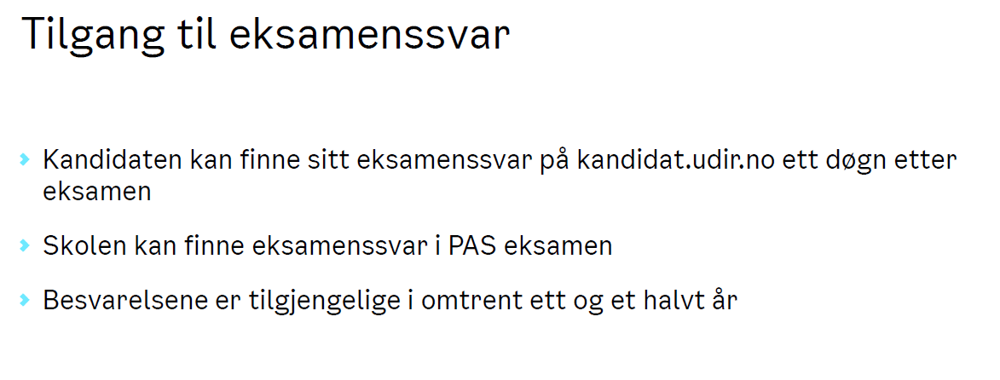 Tilgang til eksamenssvar
Kandidaten kan finne sitt eksamenssvar på kandidat.udir.no ett døgn etter
eksamen
Skolen kan finne eksamenssvar i PAS eksamen
Besvarelsene er tilgjengelige i omtrent ett og et halvt år